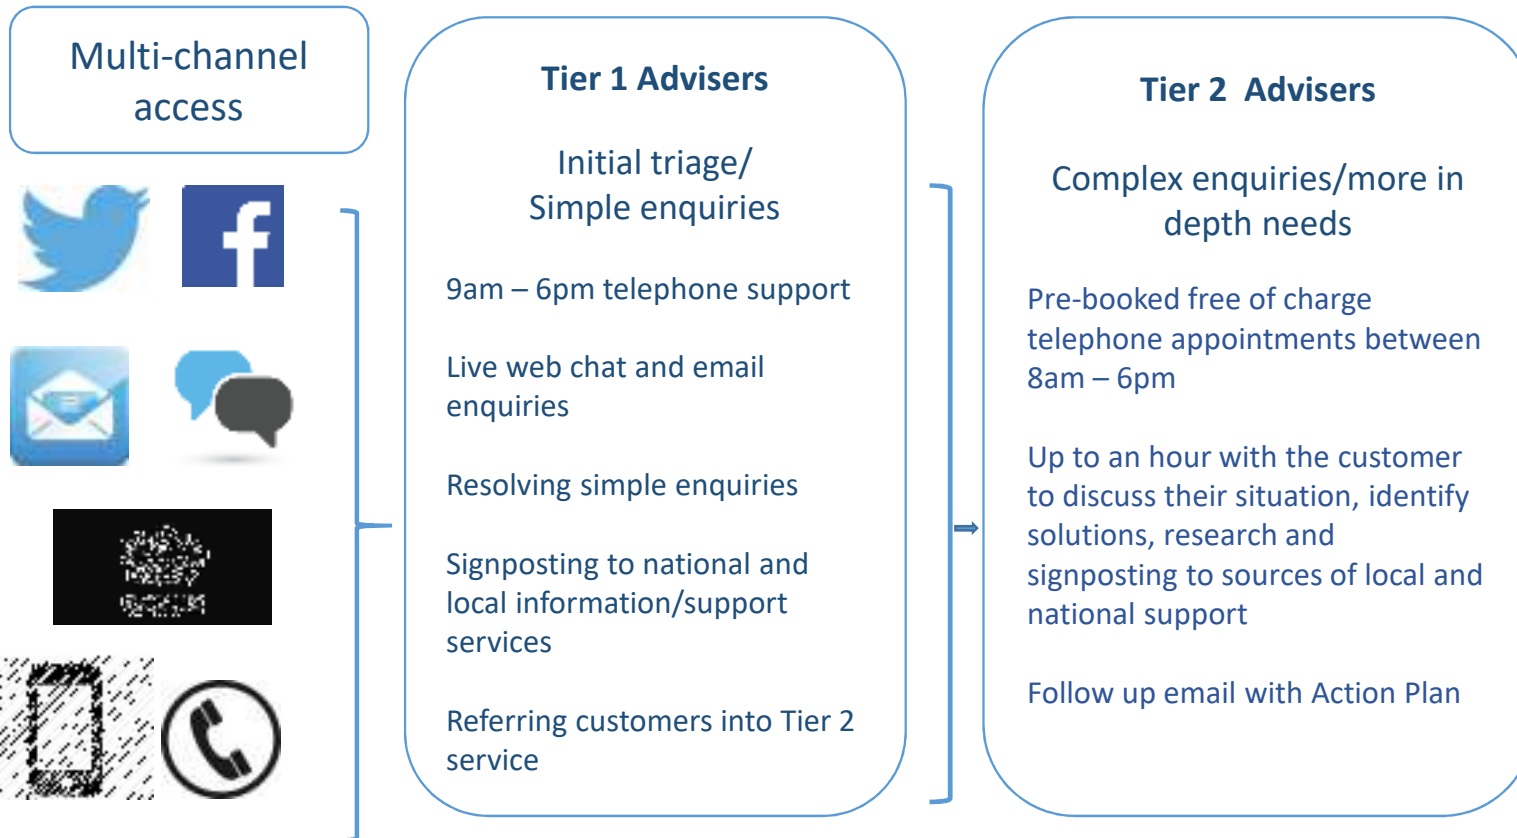 Multi-channel
access
Tier 1 Advisers
Initial triage/
Simple enquiries
9am – 6pm telephone support
Live web chat and email
enquiries
Resolving simple enquiries
Signposting to national and
local information/support
services
Referring customers into Tier 2
service
Tier 2 Advisers
Complex enquiries/more in
depth needs
Pre-booked free of charge
telephone appointments between
8am – 6pm
Up to an hour with the customer
to discuss their situation, identify
solutions, research and
signposting to sources of local and
national support
Follow up email with Action Plan